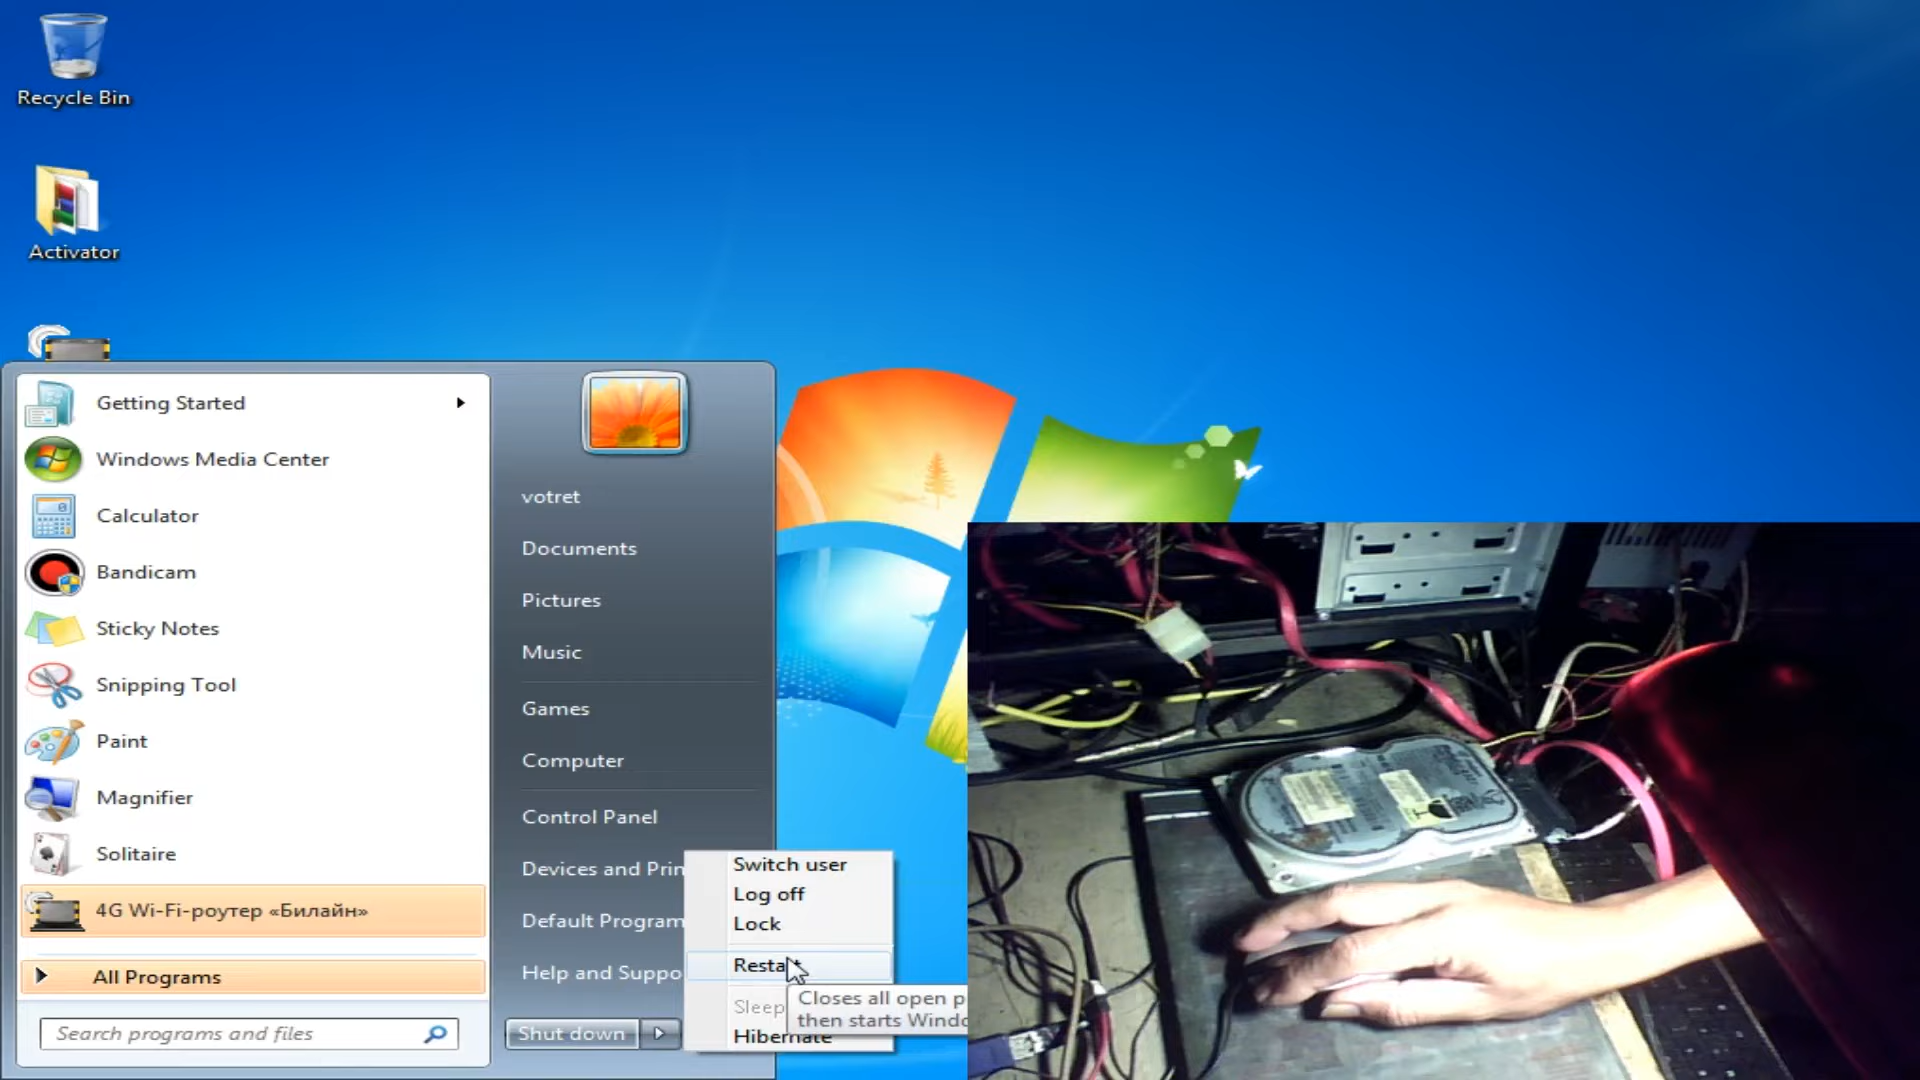 Recycle Bin
Activator
Getting Started
Windows Media Center
Calculator
Bandicam
Sticky Notes
Snipping Tool
Paint
Magnifier
Solitaire
4G Wi-Fi-роутер «Билайн»
All Programs
Search programs and files
votret
Documents
Pictures
Music
Games
Computer
Control Panel
Devices and Prin
Default Program
Help and Suppo
Shut down
Switch user
Log off
Lock
Restart
Sleep
Hibernate
Closes all open p
then starts Windo